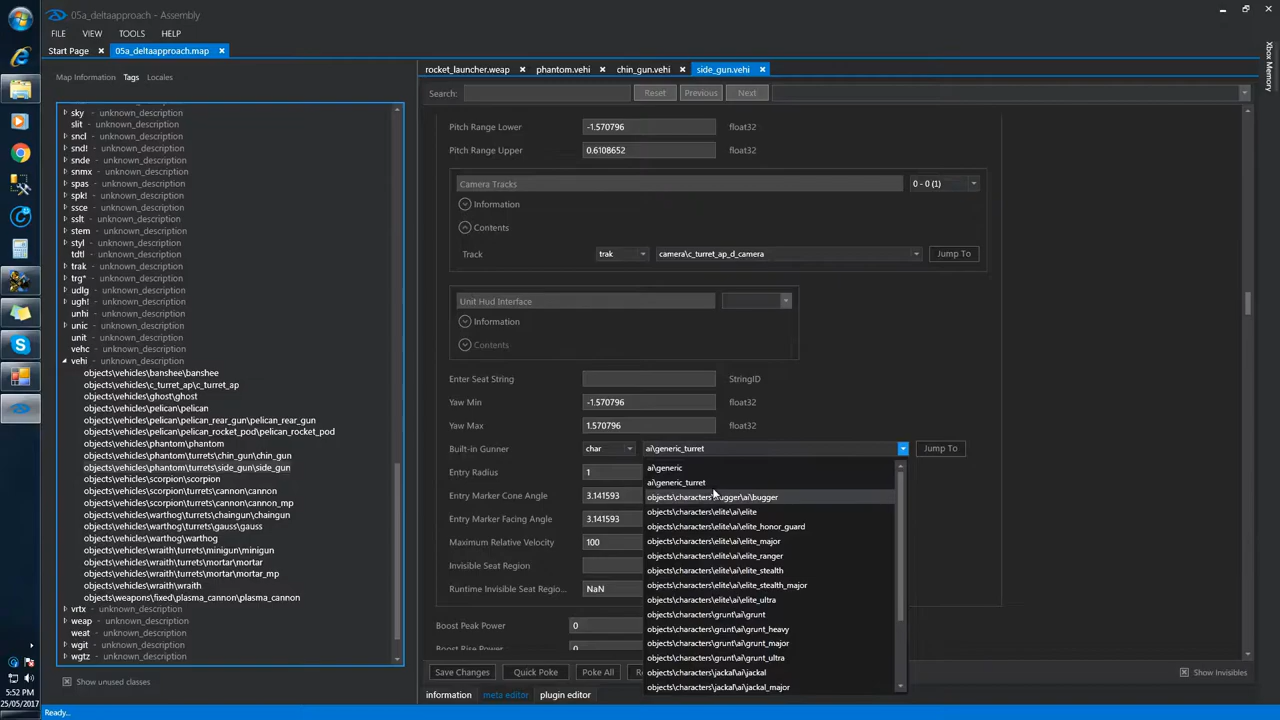 05a_deltaapproach - Assembly
FILE VIEW TOOLS HELP
Start Page 05a_deltaapproach.map
Map Information Tags Locales
sky - unknown_description
slit - unknown_description
sncl - unknown_description
snd! - unknown_description
snde - unknown_description
snmx - unknown_description
spas - unknown_description
spk! - unknown_description
ssce - unknown_description
sslt - unknown_description
stem - unknown_description
styl - unknown_description
tdtl - unknown_description
trak - unknown_description
trg* - unknown_description
udlg - unknown_description
ugh! - unknown_description
unhi - unknown_description
unic - unknown_description
unit - unknown_description
vehc - unknown_description
vehi - unknown_description
objects\vehicles\banshee\banshee
objects\vehicles\c_turret_ap\c_turret_ap
objects\vehicles\ghost\ghost
objects\vehicles\pelican\pelican
objects\vehicles\pelican\pelican_rear_gun\pelican_rear_gun
objects\vehicles\pelican\pelican_rocket_pod\pelican_rocket_pod
objects\vehicles\phantom\phantom
objects\vehicles\phantom\turrets\chin_gun\chin_gun
objects\vehicles\phantom\turrets\side_gun\side_gun
objects\vehicles\scorpion\scorpion
objects\vehicles\scorpion\turrets\cannon\cannon
objects\vehicles\scorpion\turrets\cannon\cannon_mp
objects\vehicles\warthog\turrets\chaingun\chaingun
objects\vehicles\warthog\turrets\gauss\gauss
objects\vehicles\warthog\warthog
objects\vehicles\wraith\turrets\minigun\minigun
objects\vehicles\wraith\turrets\mortar\mortar
objects\vehicles\wraith\turrets\mortar\mortar_mp
objects\vehicles\wraith\wraith
objects\weapons\fixed\plasma_cannon\plasma_cannon
vrtx - unknown_description
weap - unknown_description
weat - unknown_description
wgit - unknown_description
wgtz - unknown_description
Show unused classes
rocket_launcher.weap phantom.vehi chin_gun.vehi side_gun.vehi
Search: Reset Previous Next
Pitch Range Lower -1.570796 float32
Pitch Range Upper 0.6108652 float32
Camera Tracks 0 - 0 (1)
Information
Contents
Track trak camera\c_turret_ap_d_camera Jump To
Unit Hud Interface
Information
Contents
Enter Seat String StringID
Yaw Min -1.570796 float32
Yaw Max 1.570796 float32
Built-in Gunner char ai\generic_turret Jump To
ai\generic
Entry Radius 1
ai\generic_turret
Entry Marker Cone Angle 3.141593
objects\characters\ ugger\ai\bugger
objects\characters\elite\ai\elite
Entry Marker Facing Angle 3.141593
objects\characters\elite\ai\elite_honor_guard
Maximum Relative Velocity 100
objects\characters\elite\ai\elite_major
objects\characters\elite\ai\elite_ranger
Invisible Seat Region
objects\characters\elite\ai\elite_stealth
Runtime Invisible Seat Regio... NaN
objects\characters\elite\ai\elite_stealth_major
objects\characters\elite\ai\elite_ultra
objects\characters\grunt\ai\grunt
Boost Peak Power 0
objects\characters\grunt\ai\grunt_heavy
objects\characters\grunt\ai\grunt_major
Boost Rise Power 0
objects\characters\grunt\ai\grunt_ultra
objects\characters\jackal\ai\jackal
objects\characters\jackal\ai\jackal_major
Save Changes Quick Poke Poke All Show Invisibles
information meta editor plugin editor
Xbox Memory
5:52 PM
25/05/2017
Ready...